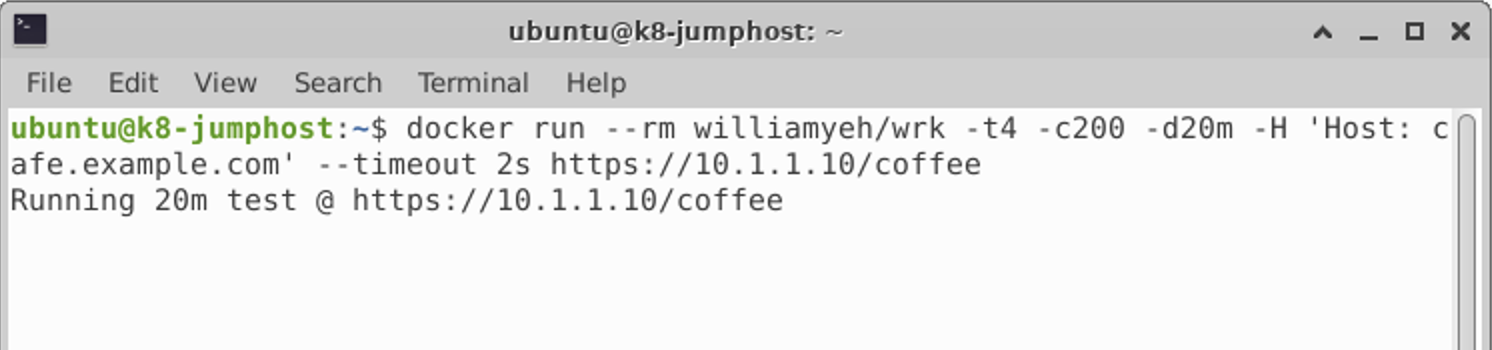 ubuntu@k8-jumphost: ~
File Edit View Search Terminal Help
ubuntu@k8-jumphost:~$ docker run --rm williamyeh/wrk -t4 -c200 -d20m -H 'Host: c
afe.example.com' --timeout 2s https://10.1.1.10/coffee
Running 20m test @ https://10.1.1.10/coffee